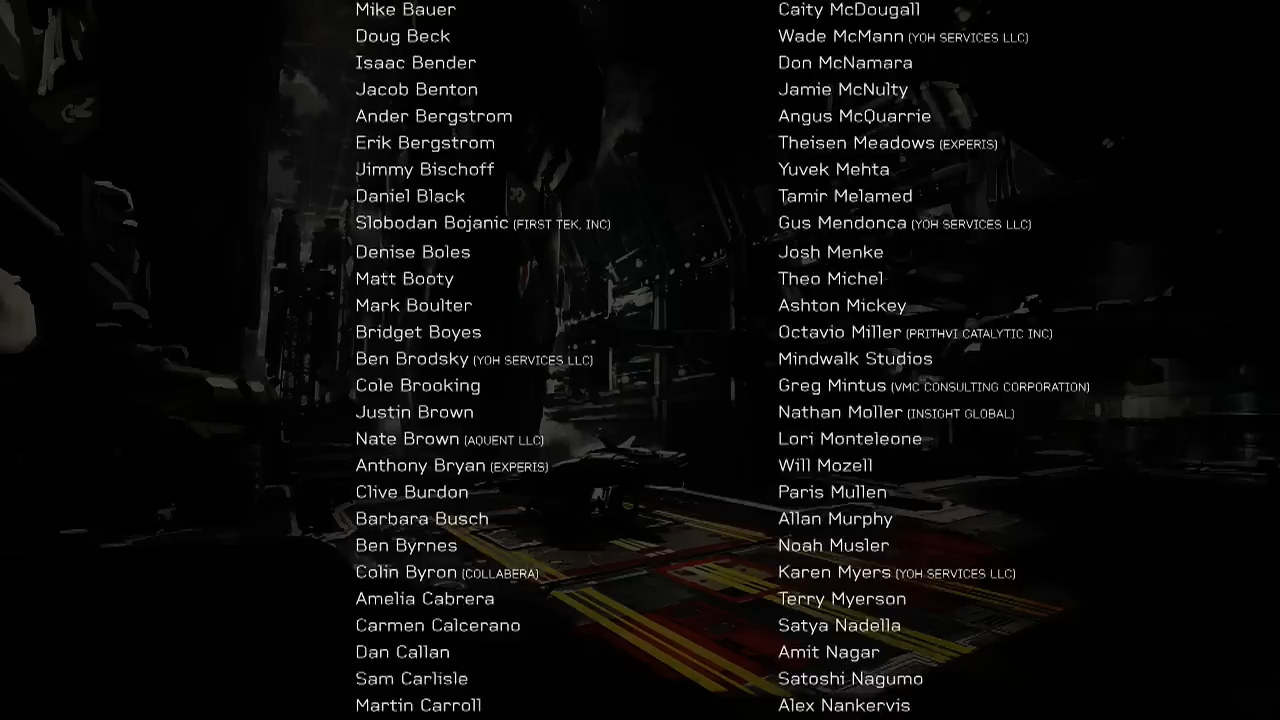 Mike Bauer
Doug Beck
Isaac Bender
Jacob Benton
Ander Bergstrom
Erik Bergstrom
Jimmy Bischoff
Daniel Black
Slobodan Bojanic (FIRST TEK, INC)
Denise Boles
Matt Booty
Mark Boulter
Bridget Boyes
Ben Brodsky (YOH SERVICES LLC)
Cole Brooking
Justin Brown
Nate Brown (AQUENT LLC)
Anthony Bryan (EXPERIS)
Clive Burdon
Barbara Busch
Ben Byrnes
Colin Byron (COLLABERA)
Amelia Cabrera
Carmen Calcerano
Dan Callan
Sam Carlisle
Martin Carroll
Caity McDougall
Wade McMann (YOH SERVICES LLC)
Don McNamara
Jamie McNulty
Angus McQuarrie
Theisen Meadows (EXPERIS)
Yuvek Mehta
Tamir Melamed
Gus Mendonca (YOH SERVICES LLC)
Josh Menke
Theo Michel
Ashton Mickey
Octavio Miller (PRITHVI CATALYTIC INC)
Mindwalk Studios
Greg Mintus (VMC CONSULTING CORPORATION)
Nathan Moller (INSIGHT GLOBAL)
Lori Monteleone
Will Mozell
Paris Mullen
Allan Murphy
Noah Musler
Karen Myers (YOH SERVICES LLC)
Terry Myerson
Satya Nadella
Amit Nagar
Satoshi Nagumo
Alex Nankervis